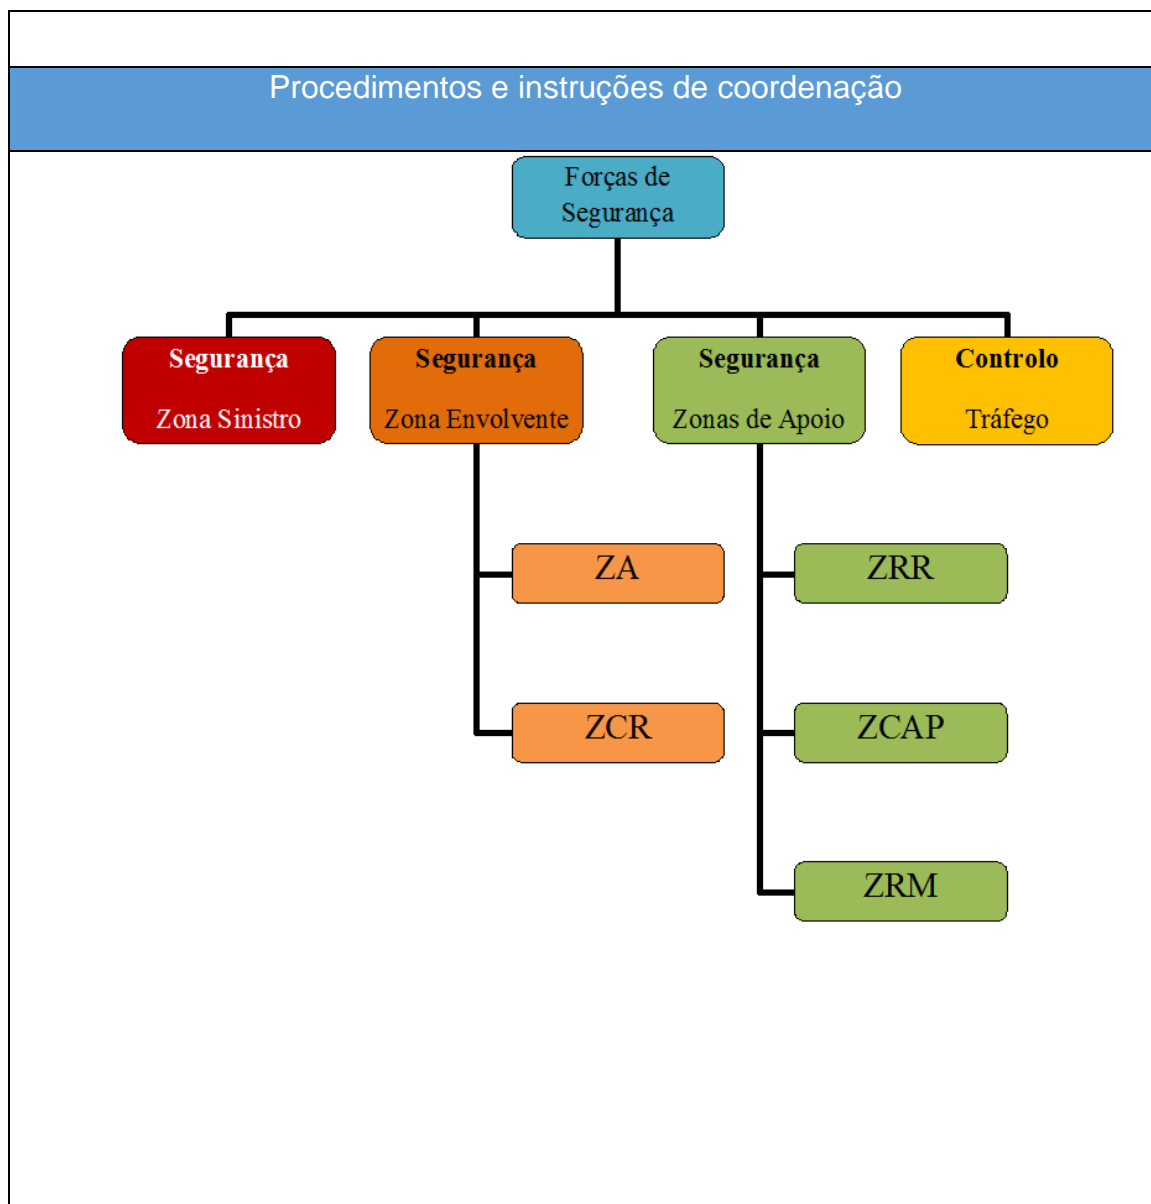 Procedimentos e instruções de coordenação
Forças de
Segurança
Segurança
Zona Sinistro
Segurança
Zona Envolvente
Segurança
Zonas de Apoio
Controlo
Tráfego
ZA
ZCR
ZRR
ZCAP
ZRM